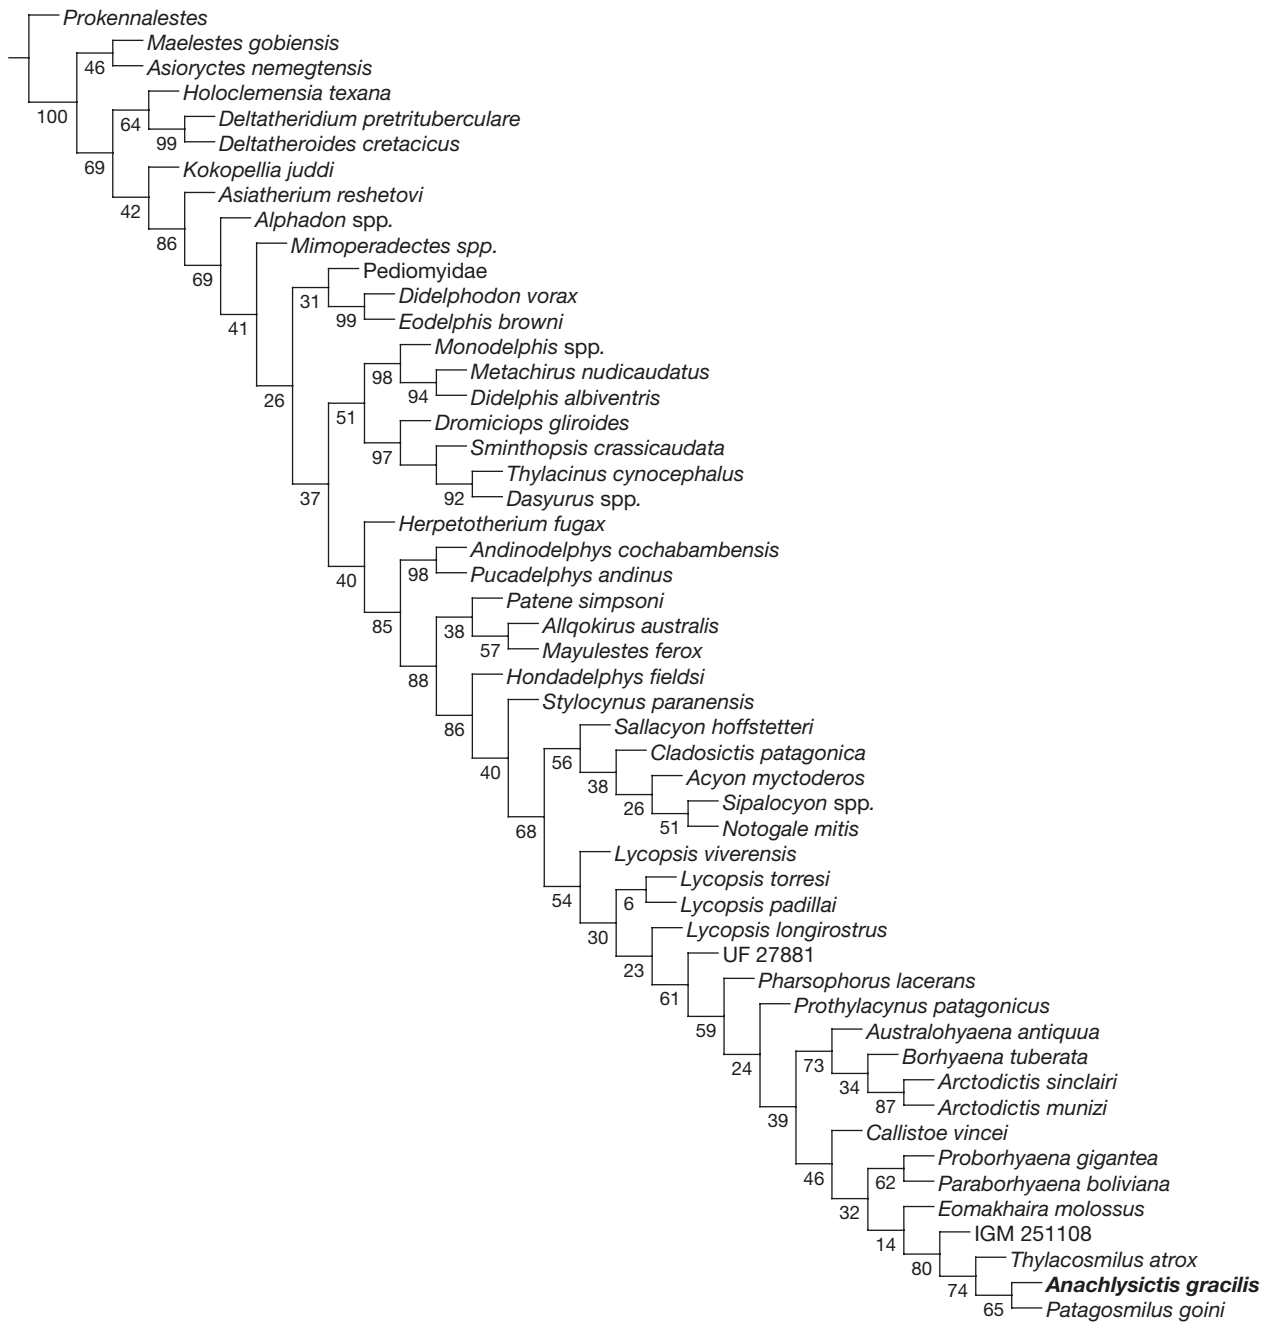 Prokennalestes
Maelestes gobiensis
46
Asioryctes nemegtensis
Holoclemensia texana
100
Deltatheridium pretrituberculare
64
99
Deltatheroides cretacicus
69
Kokopellia juddi
Asiatherium reshetovi
42
Alphadon spp.
86
Mimoperadectes spp.
69
Pediomyidae
31
Didelphodon vorax
99
Eodelphis browni
41
Monodelphis spp.
98
Metachirus nudicaudatus
94
Didelphis albiventris
26
51
Dromiciops gliroides
97
Sminthopsis crassicaudata
Thylacinus cynocephalus
37
92
Dasyurus spp.
Herpetotherium fugax
Andinodelphys cochabambensis
40
98
Pucadelphys andinus
Patene simpsoni
85
38
Allqokirus australis
57
Mayulestes ferox
88
Hondadelphys fieldsi
Stylocynus paranensis
86
Sallacyon hoffstetteri
Cladosictis patagonica
40
56
Acyon myctoderos
38
Sipalocyon spp.
26
68
51
Notogale mitis
Lycopsis viverensis
Lycopsis torresi
54
6
Lycopsis padillai
30
Lycopsis longirostrus
UF 27881
23
Pharsophorus lacerans
61
Prothylacynus patagonicus
59
Australohyaena antiquua
Borhyaena tuberata
24
73
Arctodictis sinclairi
34
87
Arctodictis munizi
39
Callistoe vincei
Proborhyaena gigantea
46
62
Paraborhyaena boliviana
32
Eomakhaira molossus
14
IGM 251108
80
Thylacosmilus atrox
74
Anachlysictis gracilis
65
Patagosmilus goini